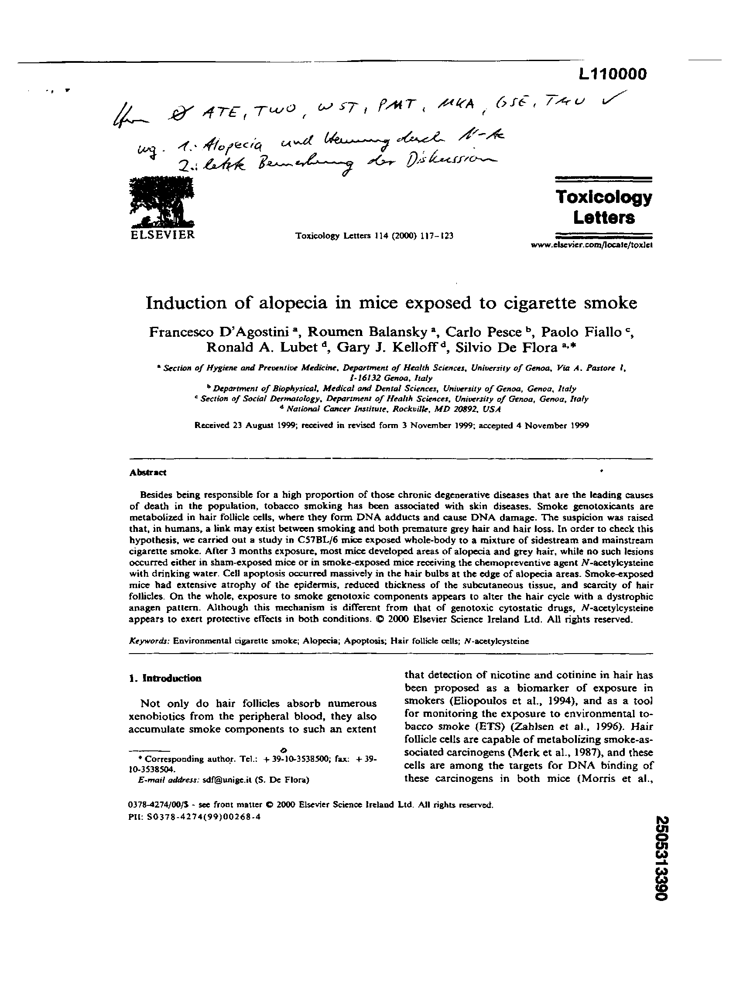 L110000
ATE, TWO, WST, PMT, MKA, GSE, TMU ✓
wg. 1.: Alopecia und Hemmung durch N-A
2.: letzte Bemerkung der Diskussion
ELSEVIER
Toxicology Letters 114 (2000) 117–123
Toxicology
Letters
www.elsevier.com/locate/toxlet
Induction of alopecia in mice exposed to cigarette smoke
Francesco D'Agostini a, Roumen Balansky a, Carlo Pesce b, Paolo Fiallo c,
Ronald A. Lubet d, Gary J. Kelloff d, Silvio De Flora a,*
a Section of Hygiene and Preventive Medicine, Department of Health Sciences, University of Genoa, Via A. Pastore 1,
I-16132 Genoa, Italy
b Department of Biophysical, Medical and Dental Sciences, University of Genoa, Genoa, Italy
c Section of Social Dermatology, Department of Health Sciences, University of Genoa, Genoa, Italy
d National Cancer Institute, Rockville, MD 20892, USA
Received 23 August 1999; received in revised form 3 November 1999; accepted 4 November 1999
Abstract
Besides being responsible for a high proportion of those chronic degenerative diseases that are the leading causes
of death in the population, tobacco smoking has been associated with skin diseases. Smoke genotoxicants are
metabolized in hair follicle cells, where they form DNA adducts and cause DNA damage. The suspicion was raised
that, in humans, a link may exist between smoking and both premature grey hair and hair loss. In order to check this
hypothesis, we carried out a study in C57BL/6 mice exposed whole-body to a mixture of sidestream and mainstream
cigarette smoke. After 3 months exposure, most mice developed areas of alopecia and grey hair, while no such lesions
occurred either in sham-exposed mice or in smoke-exposed mice receiving the chemopreventive agent N-acetylcysteine
with drinking water. Cell apoptosis occurred massively in the hair bulbs at the edge of alopecia areas. Smoke-exposed
mice had extensive atrophy of the epidermis, reduced thickness of the subcutaneous tissue, and scarcity of hair
follicles. On the whole, exposure to smoke genotoxic components appears to alter the hair cycle with a dystrophic
anagen pattern. Although this mechanism is different from that of genotoxic cytostatic drugs, N-acetylcysteine
appears to exert protective effects in both conditions. © 2000 Elsevier Science Ireland Ltd. All rights reserved.
Keywords: Environmental cigarette smoke; Alopecia; Apoptosis; Hair follicle cells; N-acetylcysteine
1. Introduction
Not only do hair follicles absorb numerous
xenobiotics from the peripheral blood, they also
accumulate smoke components to such an extent
* Corresponding author. Tel.: +39-10-3538500; fax: +39-
10-3538504.
E-mail address: sdf@unige.it (S. De Flora)
that detection of nicotine and cotinine in hair has
been proposed as a biomarker of exposure in
smokers (Eliopoulos et al., 1994), and as a tool
for monitoring the exposure to environmental to-
bacco smoke (ETS) (Zahlsen et al., 1996). Hair
follicle cells are capable of metabolizing smoke-as-
sociated carcinogens (Merk et al., 1987), and these
cells are among the targets for DNA binding of
these carcinogens in both mice (Morris et al.,
0378-4274/00/$ - see front matter © 2000 Elsevier Science Ireland Ltd. All rights reserved.
PII: S0378-4274(99)00268-4
2505313390